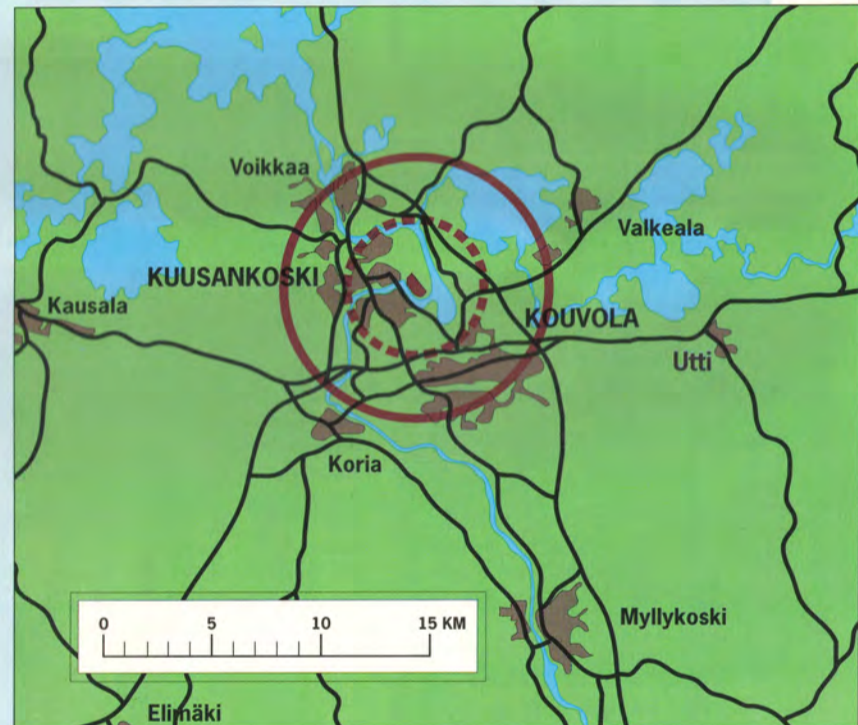 Voikkaa
Valkeala
KUUSANKOSKI
Kausala
KOUVOLA
Utti
Koria
0 5 10 15 KM
Myllykoski
Elimäki